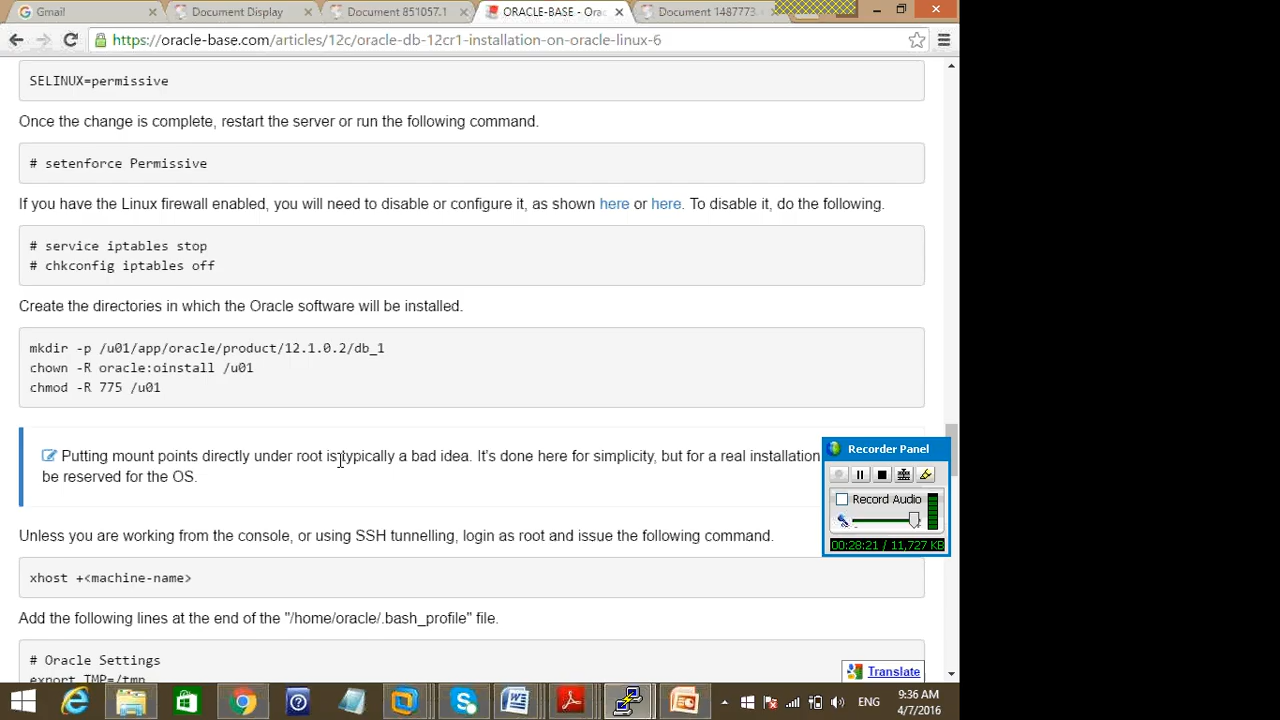 Gmail
Document Display
Document 851057.1
ORACLE-BASE - Orac
Document 1487773.
https://oracle-base.com/articles/12c/oracle-db-12cr1-installation-on-oracle-linux-6
SELINUX=permissive
Once the change is complete, restart the server or run the following command.
# setenforce Permissive
If you have the Linux firewall enabled, you will need to disable or configure it, as shown here or here. To disable it, do the following.
# service iptables stop
# chkconfig iptables off
Create the directories in which the Oracle software will be installed.
mkdir -p /u01/app/oracle/product/12.1.0.2/db_1
chown -R oracle:oinstall /u01
chmod -R 775 /u01
Putting mount points directly under root is typically a bad idea. It's done here for simplicity, but for a real installation
be reserved for the OS.
Recorder Panel
Record Audio
00:28:21 / 11,727 KB
Unless you are working from the console, or using SSH tunnelling, login as root and issue the following command.
xhost +<machine-name>
Add the following lines at the end of the "/home/oracle/.bash_profile" file.
# Oracle Settings
export TMP=/tmp
Translate
ENG
9:36 AM
4/7/2016